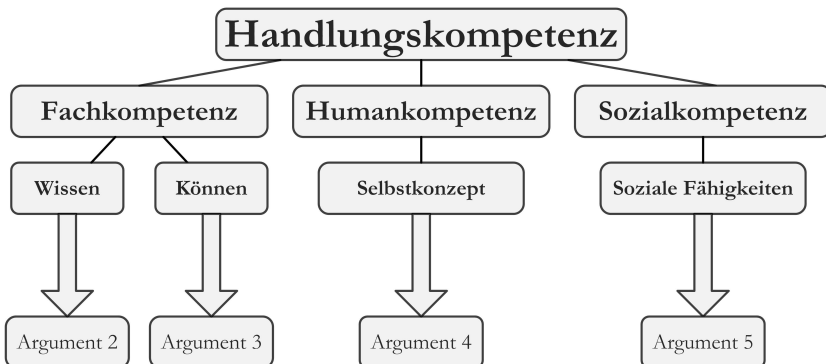 Handlungskompetenz
Fachkompetenz
Humankompetenz
Sozialkompetenz
Wissen
Können
Selbstkonzept
Soziale Fähigkeiten
Argument 2
Argument 3
Argument 4
Argument 5